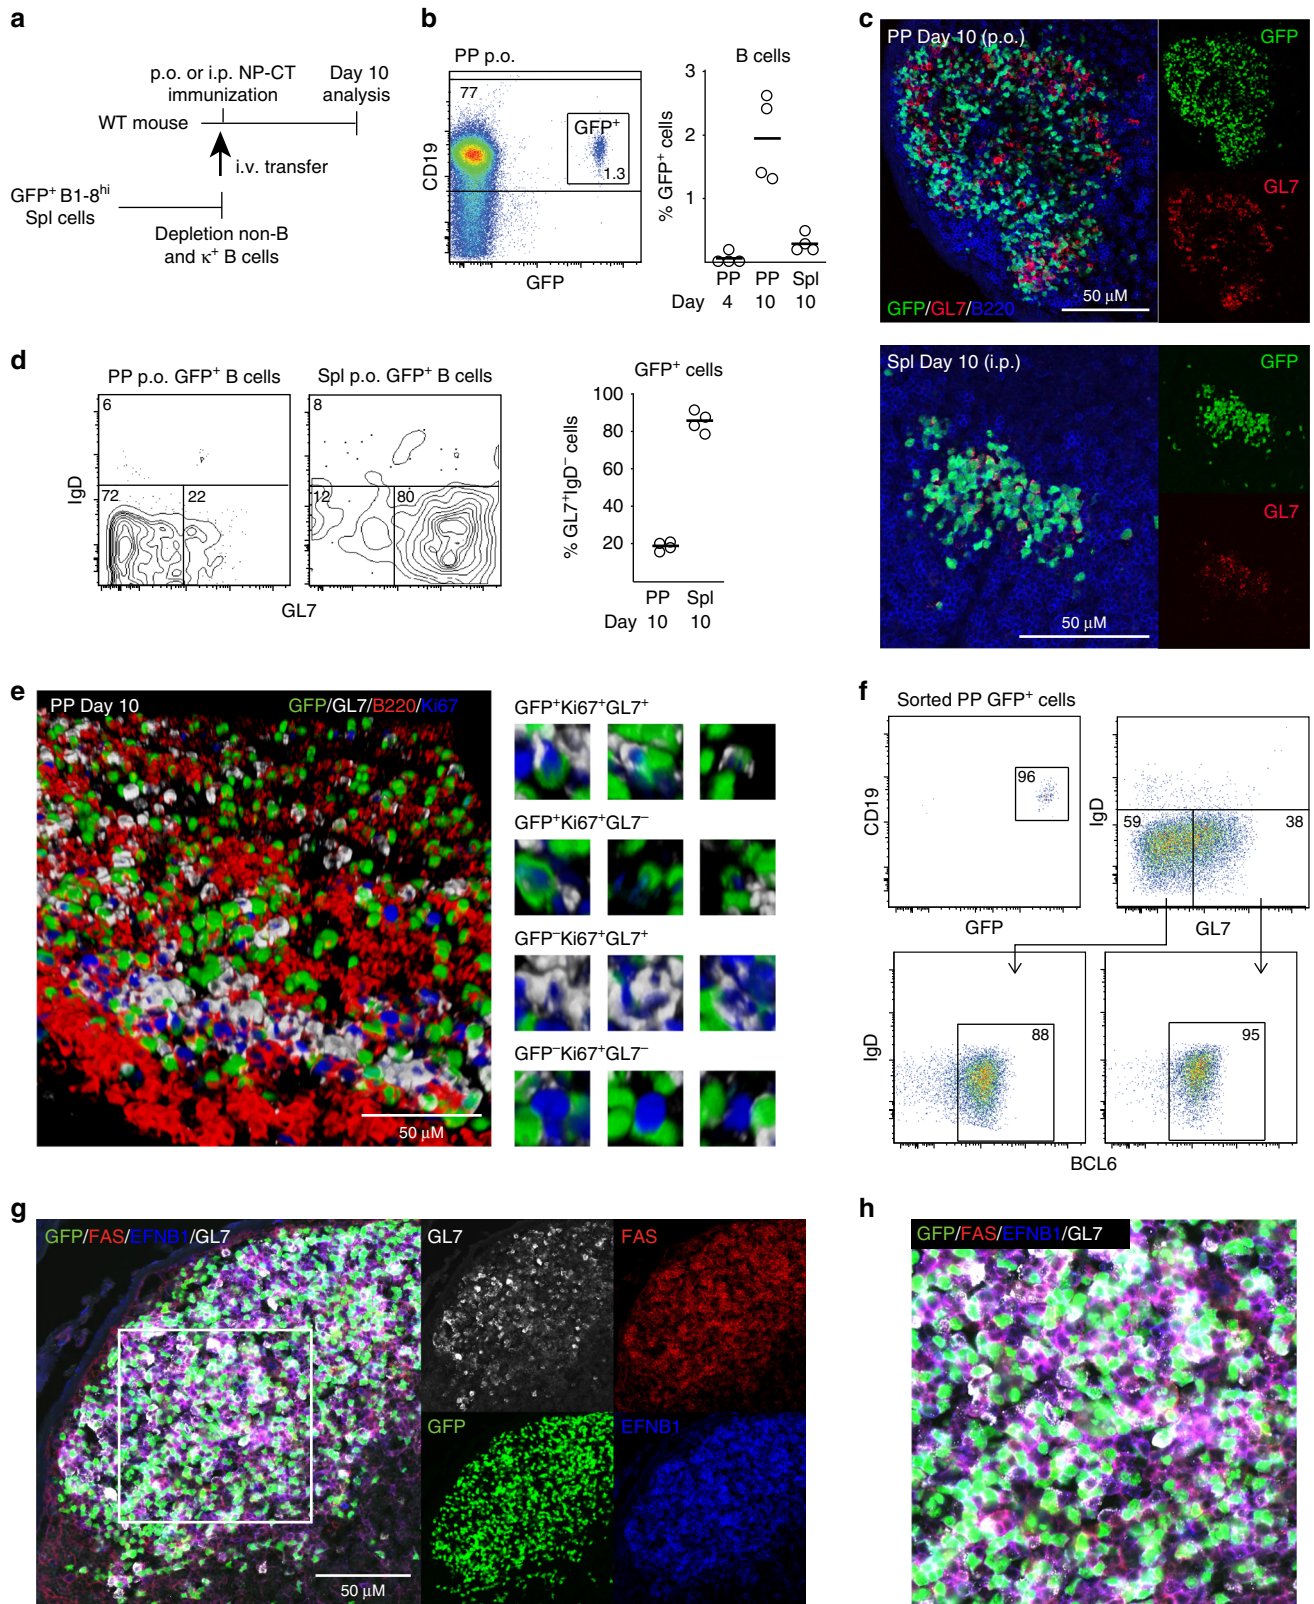 a
p.o. or i.p. NP-CT
immunization
Day 10
analysis
WT mouse
i.v. transfer
GFP⁺ B1-8ʰⁱ
Spl cells
Depletion non-B
and κ⁺ B cells
b
PP p.o.
77
GFP⁺
1.3
CD19
GFP
B cells
% GFP⁺ cells
3
2
1
PP PP Spl
Day 4 10 10
c
PP Day 10 (p.o.)
GFP
GL7
GFP/GL7/B220
50 μM
Spl Day 10 (i.p.)
GFP
GL7
50 μM
d
PP p.o. GFP⁺ B cells
Spl p.o. GFP⁺ B cells
6
72
22
8
12
80
IgD
GL7
GFP⁺ cells
% GL7⁺IgD⁻ cells
100
80
60
40
20
PP Spl
Day 10 10
e
PP Day 10
GFP/GL7/B220/Ki67
50 μM
GFP⁺Ki67⁺GL7⁺
GFP⁺Ki67⁺GL7⁻
GFP⁻Ki67⁺GL7⁺
GFP⁻Ki67⁺GL7⁻
f
Sorted PP GFP⁺ cells
96
CD19
GFP
59
38
IgD
GL7
88
95
IgD
BCL6
g
GFP/FAS/EFNB1/GL7
50 μM
GL7
FAS
GFP
EFNB1
h
GFP/FAS/EFNB1/GL7